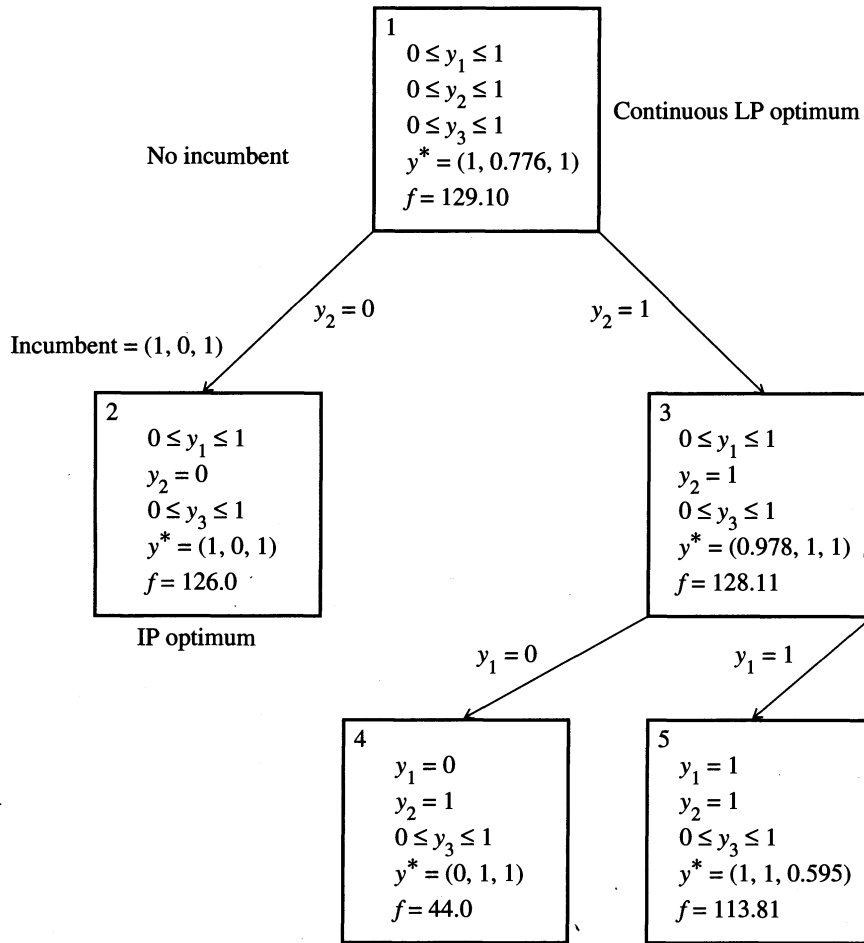 1
0 ≤ y₁ ≤ 1
0 ≤ y₂ ≤ 1
0 ≤ y₃ ≤ 1
y* = (1, 0.776, 1)
f = 129.10
Continuous LP optimum
No incumbent
y₂ = 0
y₂ = 1
Incumbent = (1, 0, 1)
2
0 ≤ y₁ ≤ 1
y₂ = 0
0 ≤ y₃ ≤ 1
y* = (1, 0, 1)
f = 126.0
IP optimum
3
0 ≤ y₁ ≤ 1
y₂ = 1
0 ≤ y₃ ≤ 1
y* = (0.978, 1, 1)
f = 128.11
y₁ = 0
y₁ = 1
4
y₁ = 0
y₂ = 1
0 ≤ y₃ ≤ 1
y* = (0, 1, 1)
f = 44.0
5
y₁ = 1
y₂ = 1
0 ≤ y₃ ≤ 1
y* = (1, 1, 0.595)
f = 113.81